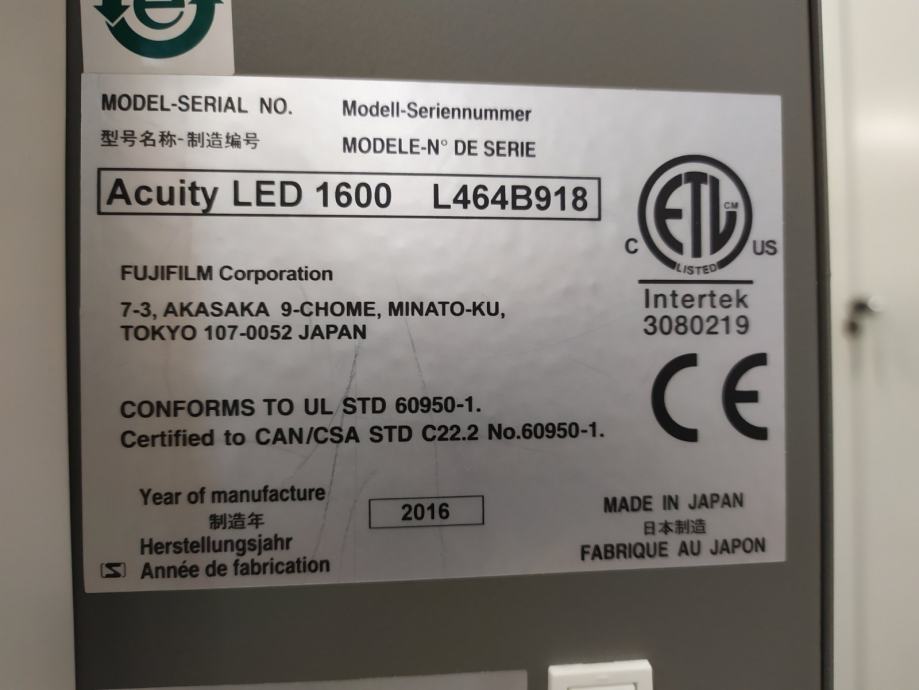 MODEL-SERIAL NO. Modell-Seriennummer
型号名称-制造编号 MODELE-N° DE SERIE
Acuity LED 1600 L464B918
FUJIFILM Corporation
7-3, AKASAKA 9-CHOME, MINATO-KU,
TOKYO 107-0052 JAPAN
C ETL CM US
LISTED
Intertek
3080219
CE
CONFORMS TO UL STD 60950-1.
Certified to CAN/CSA STD C22.2 No.60950-1.
Year of manufacture
制造年
Herstellungsjahr
Année de fabrication
2016
MADE IN JAPAN
日本制造
FABRIQUE AU JAPON